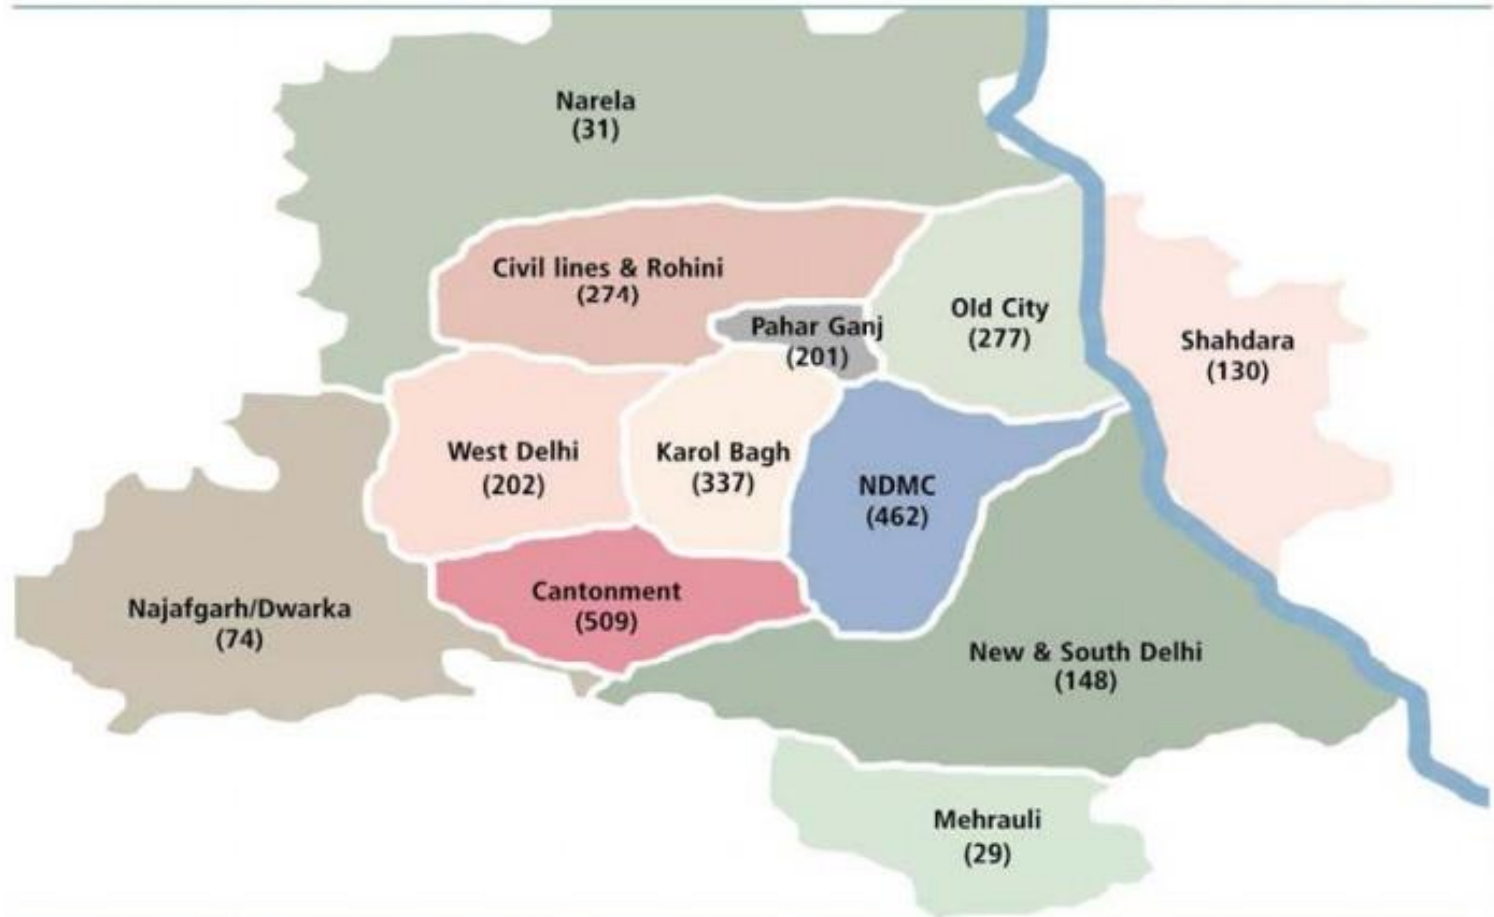 Narela
(31)
Civil lines & Rohini
(274)
Pahar Ganj
(201)
Old City
(277)
Shahdara
(130)
West Delhi
(202)
Karol Bagh
(337)
NDMC
(462)
Cantonment
(509)
Najafgarh/Dwarka
(74)
New & South Delhi
(148)
Mehrauli
(29)